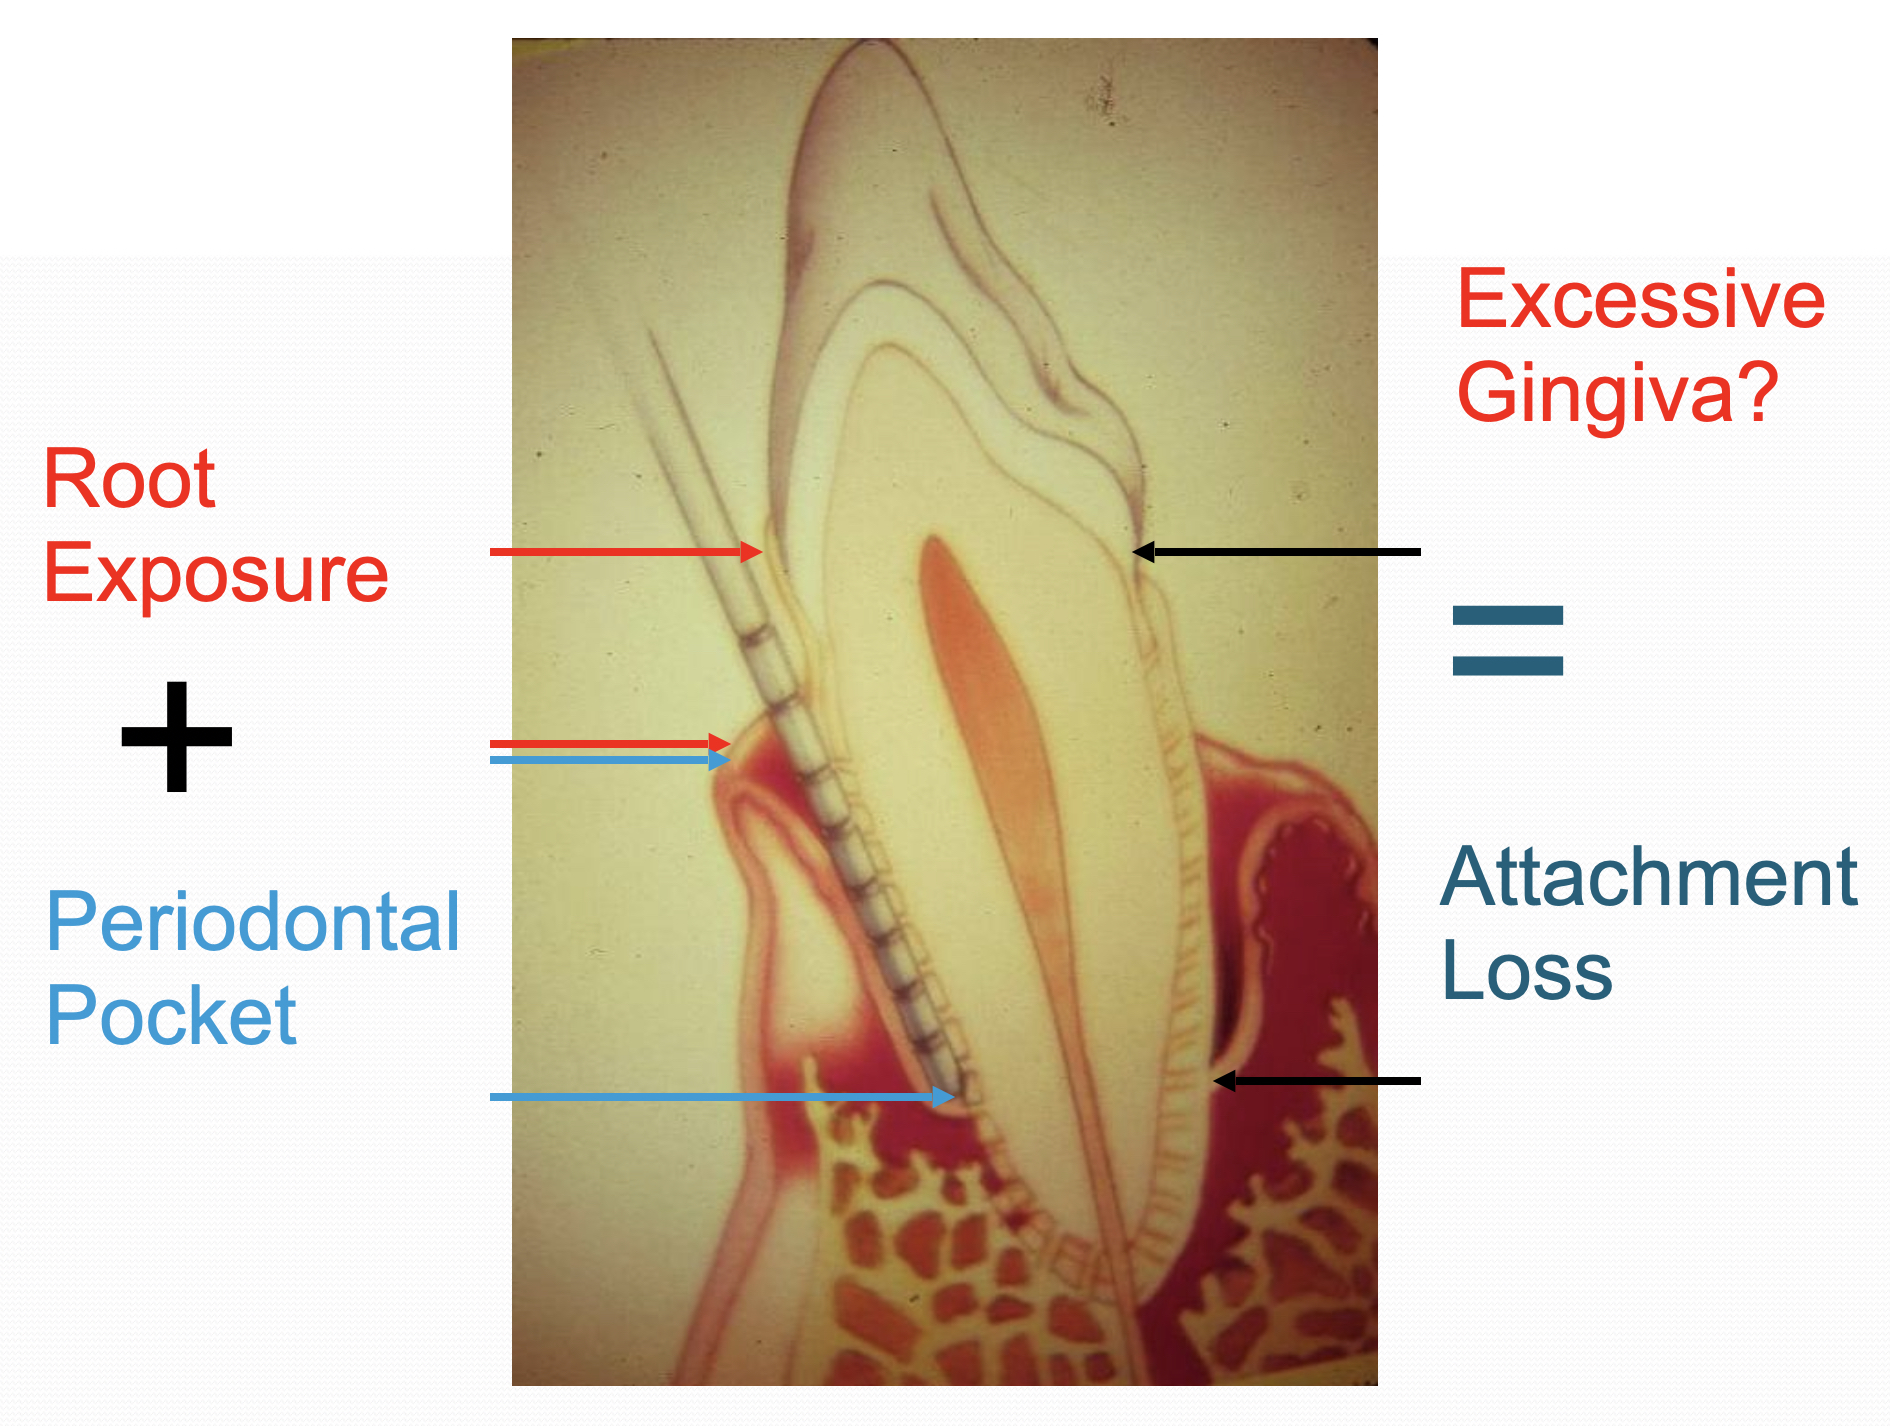 Root
Exposure
+
Periodontal
Pocket
Excessive
Gingiva?
=
Attachment
Loss